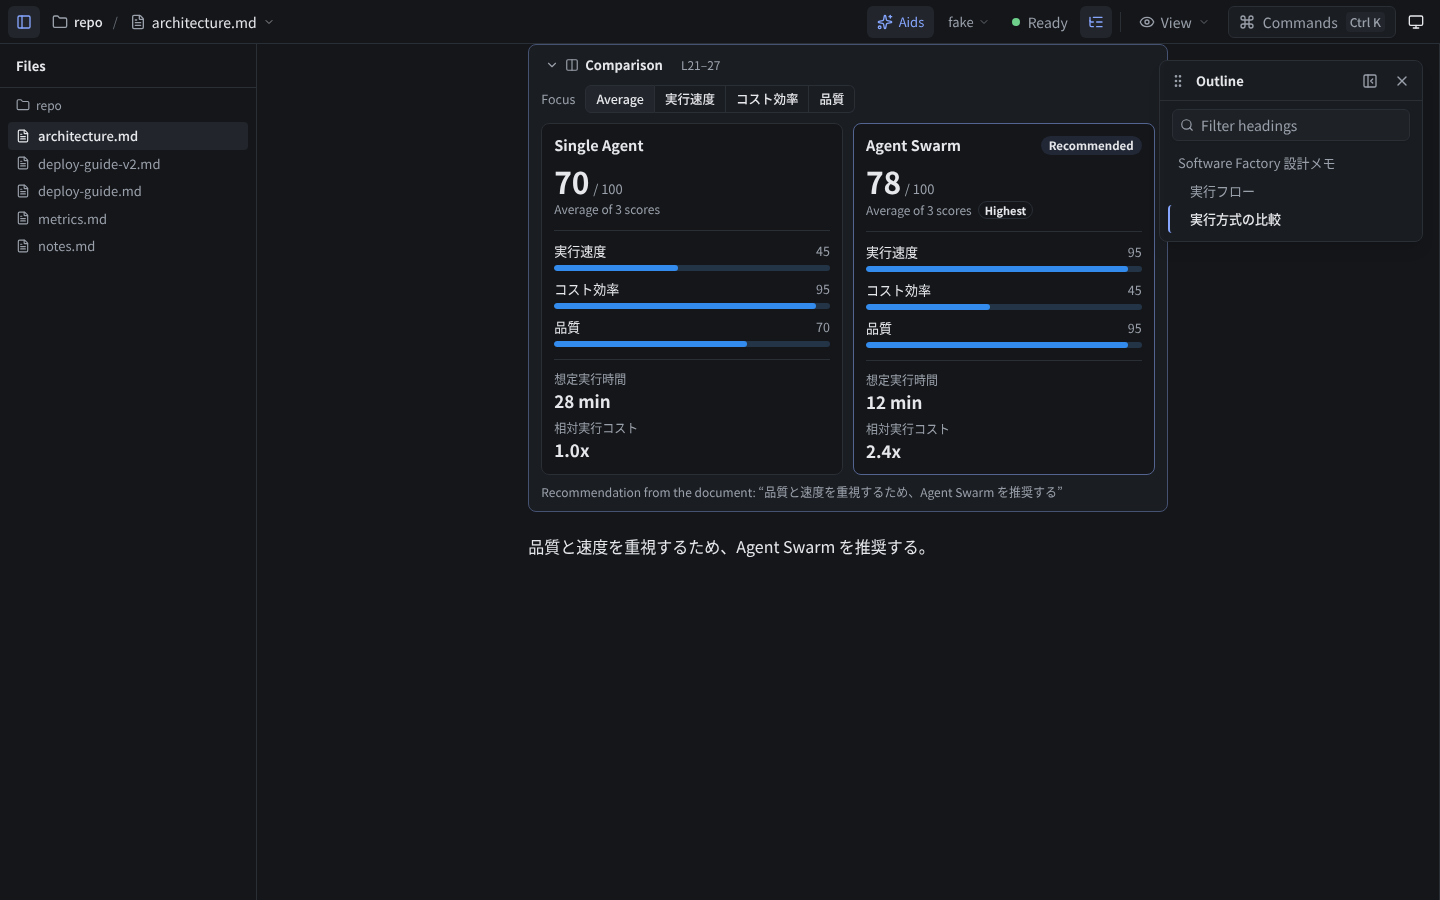 repo / architecture.md
Aids
fake
Ready
View
Commands Ctrl K
Files
repo
architecture.md
deploy-guide-v2.md
deploy-guide.md
metrics.md
notes.md
Comparison L21–27
Focus Average 実行速度 コスト効率 品質
Single Agent
70 / 100
Average of 3 scores
実行速度 45
コスト効率 95
品質 70
想定実行時間
28 min
相対実行コスト
1.0x
Agent Swarm Recommended
78 / 100
Average of 3 scores Highest
実行速度 95
コスト効率 45
品質 95
想定実行時間
12 min
相対実行コスト
2.4x
Recommendation from the document: “品質と速度を重視するため、Agent Swarm を推奨する”
品質と速度を重視するため、Agent Swarm を推奨する。
Outline
Filter headings
Software Factory 設計メモ
実行フロー
実行方式の比較